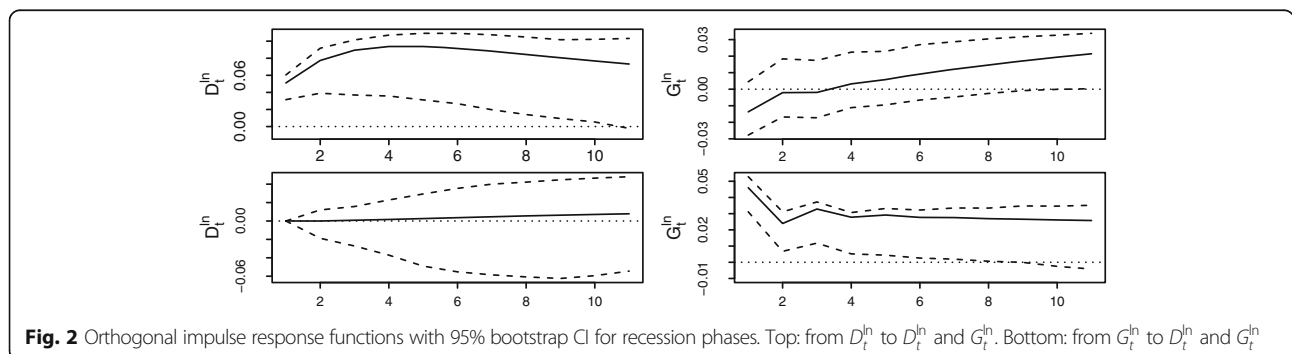 D_t^ln
0.06
0.00
2 4 6 8 10
G_t^ln
0.03
0.00
−0.03
2 4 6 8 10
D_t^ln
0.00
−0.06
2 4 6 8 10
G_t^ln
0.05
0.02
−0.01
2 4 6 8 10
Fig. 2 Orthogonal impulse response functions with 95% bootstrap CI for recession phases. Top: from D_t^ln to D_t^ln and G_t^ln. Bottom: from G_t^ln to D_t^ln and G_t^ln